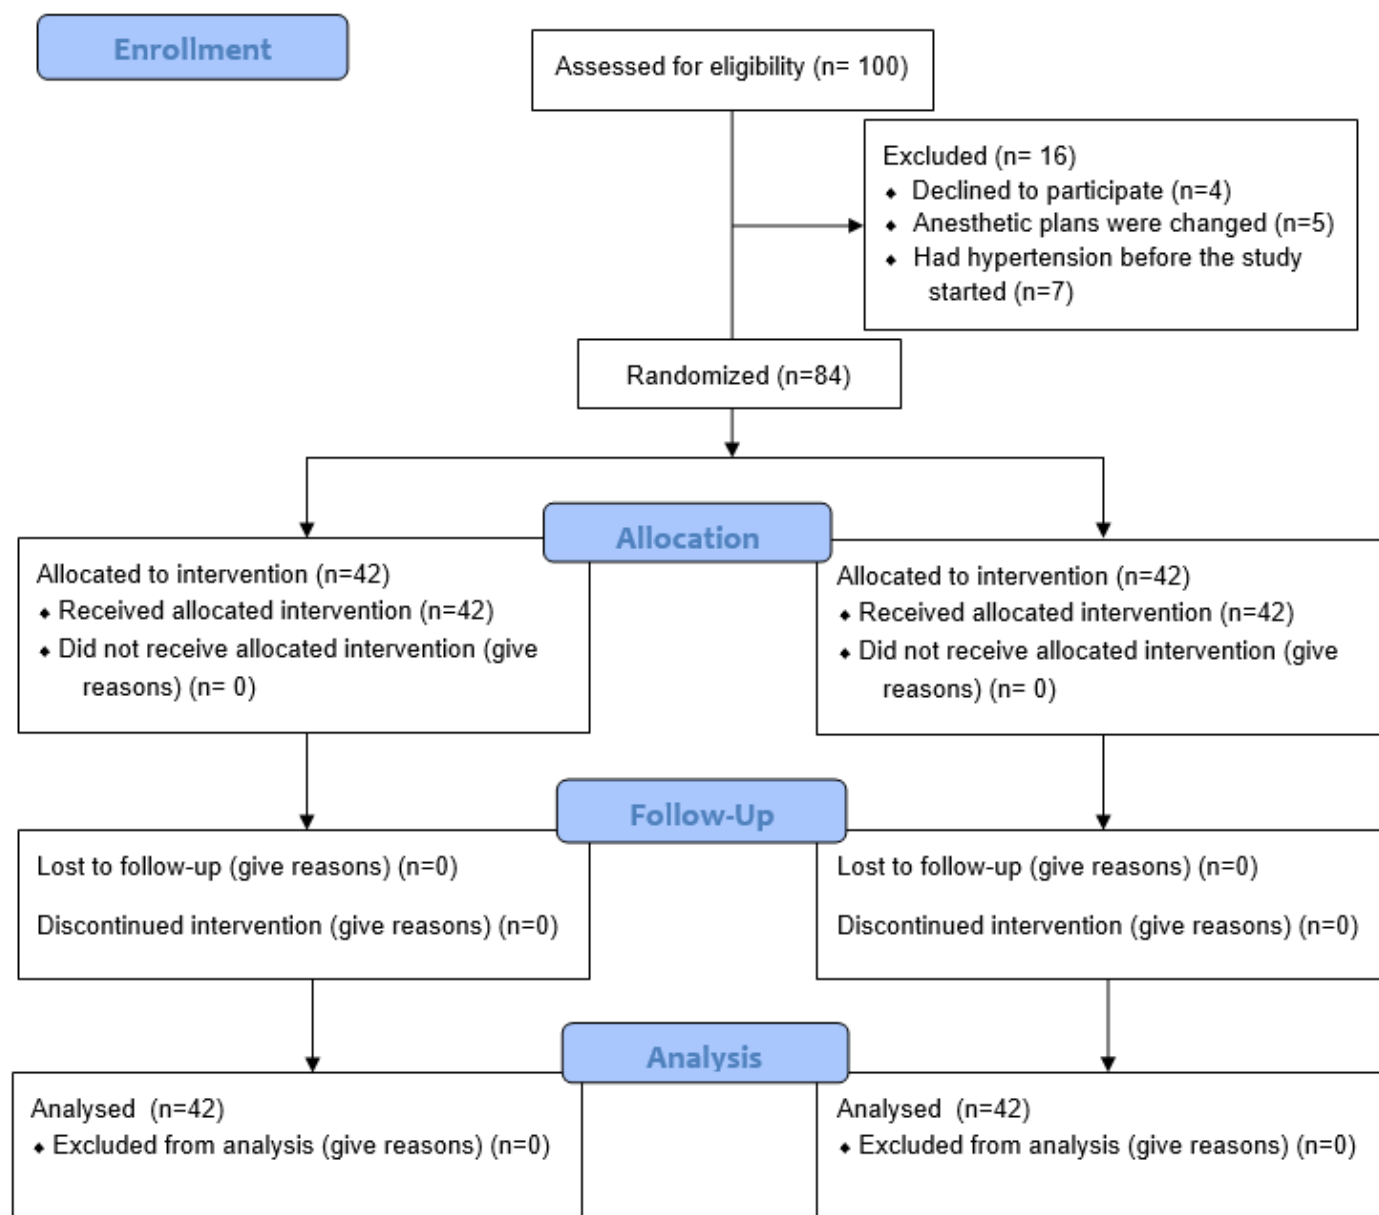 Enrollment
Assessed for eligibility (n= 100)
Excluded (n= 16)
⬥ Declined to participate (n=4)
⬥ Anesthetic plans were changed (n=5)
⬥ Had hypertension before the study
started (n=7)
Randomized (n=84)
Allocation
Allocated to intervention (n=42)
⬥ Received allocated intervention (n=42)
⬥ Did not receive allocated intervention (give
reasons) (n= 0)
Allocated to intervention (n=42)
⬥ Received allocated intervention (n=42)
⬥ Did not receive allocated intervention (give
reasons) (n= 0)
Follow-Up
Lost to follow-up (give reasons) (n=0)
Discontinued intervention (give reasons) (n=0)
Lost to follow-up (give reasons) (n=0)
Discontinued intervention (give reasons) (n=0)
Analysis
Analysed  (n=42)
⬥ Excluded from analysis (give reasons) (n=0)
Analysed  (n=42)
⬥ Excluded from analysis (give reasons) (n=0)